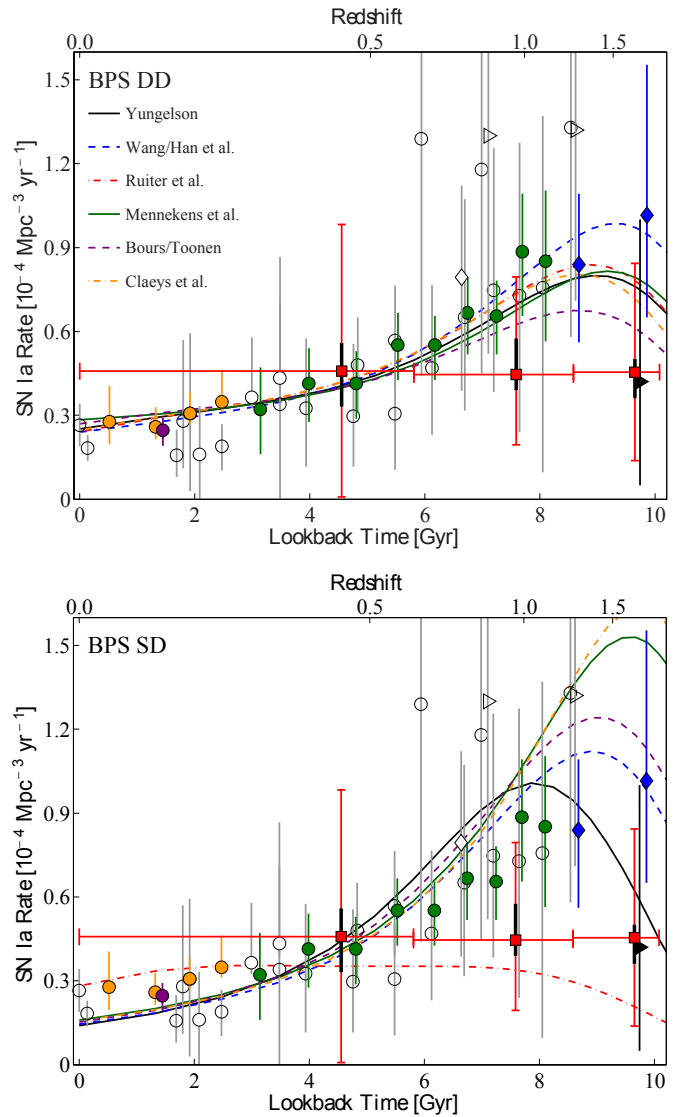 Redshift
0.0 0.5 1.0 1.5
BPS DD
Yungelson
Wang/Han et al.
Ruiter et al.
Mennekens et al.
Bours/Toonen
Claeys et al.
SN Ia Rate [10⁻⁴ Mpc⁻³ yr⁻¹]
1.5
1.2
0.9
0.6
0.3
0
0 2 4 6 8 10
Lookback Time [Gyr]
Redshift
0.0 0.5 1.0 1.5
BPS SD
SN Ia Rate [10⁻⁴ Mpc⁻³ yr⁻¹]
1.5
1.2
0.9
0.6
0.3
0
0 2 4 6 8 10
Lookback Time [Gyr]